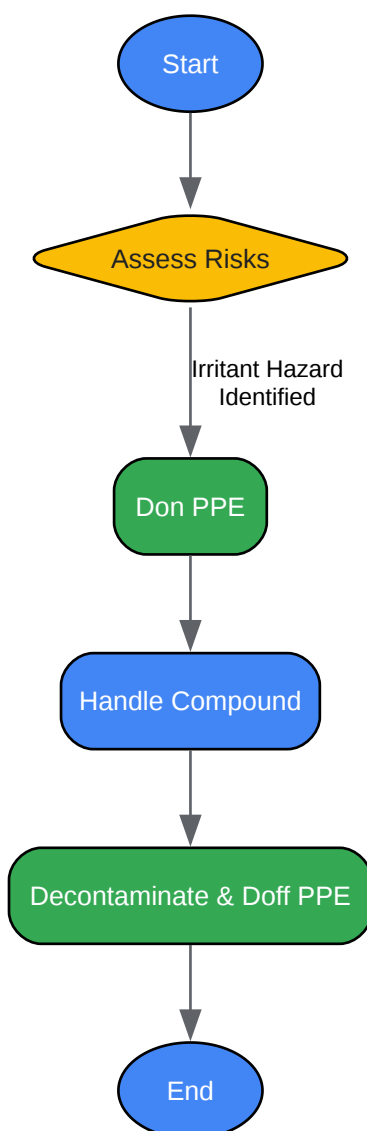 Start
Assess Risks
Irritant Hazard
Identified
Don PPE
Handle Compound
Decontaminate & Doff PPE
End